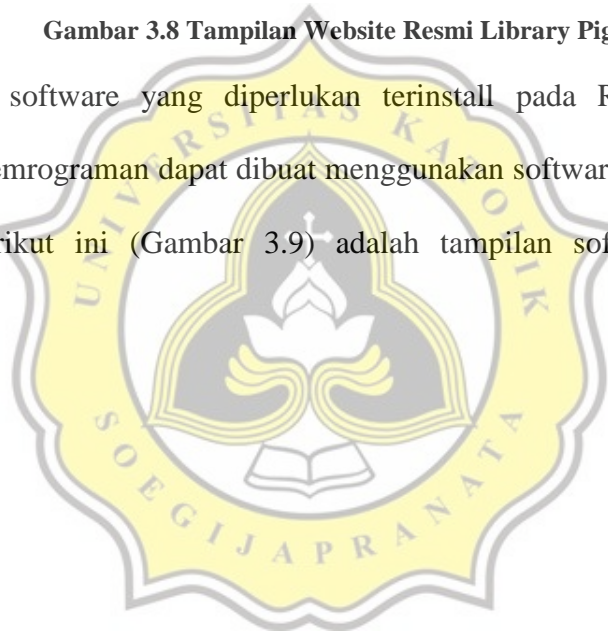 Gambar 3.8 Tampilan Website Resmi Library Pig
software yang diperlukan terinstall pada
emrograman dapat dibuat menggunakan software
rikut ini (Gambar 3.9) adalah tampilan sof
UNIVERSITAS KATOLIK
SOEGIJAPRANATA